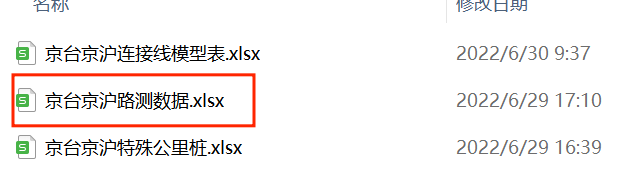 名称 修改日期
京台京沪连接线模型表.xlsx 2022/6/30 9:37
京台京沪路测数据.xlsx 2022/6/29 17:10
京台京沪特殊公里桩.xlsx 2022/6/29 16:39